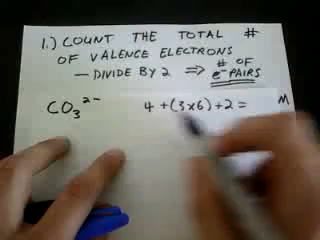 1.) COUNT THE TOTAL #
OF VALENCE ELECTRONS
— DIVIDE BY 2 ⇒ # OF e⁻ PAIRS
CO₃²⁻ 4 + (3×6) + 2 = M